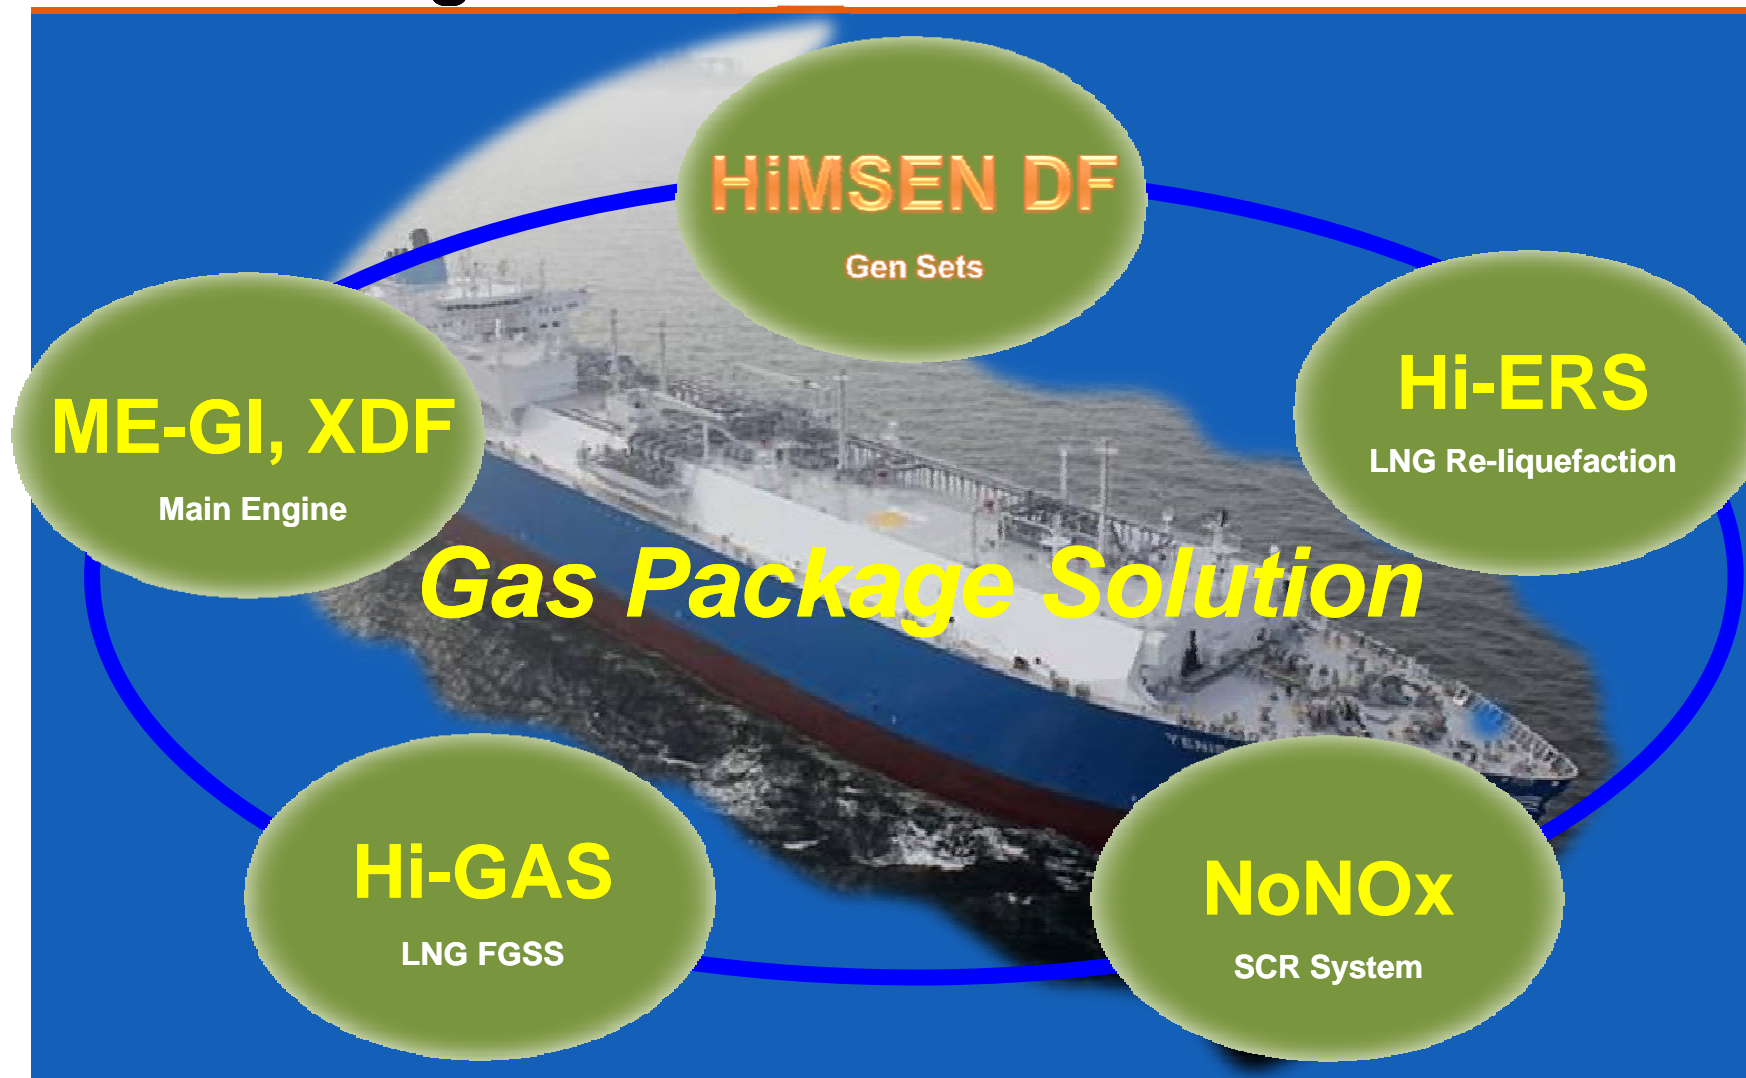 HiMSEN DF
Gen Sets
Hi-ERS
LNG Re-liquefaction
ME-GI, XDF
Main Engine
Gas Package Solution
Hi-GAS
LNG FGSS
NoNOx
SCR System